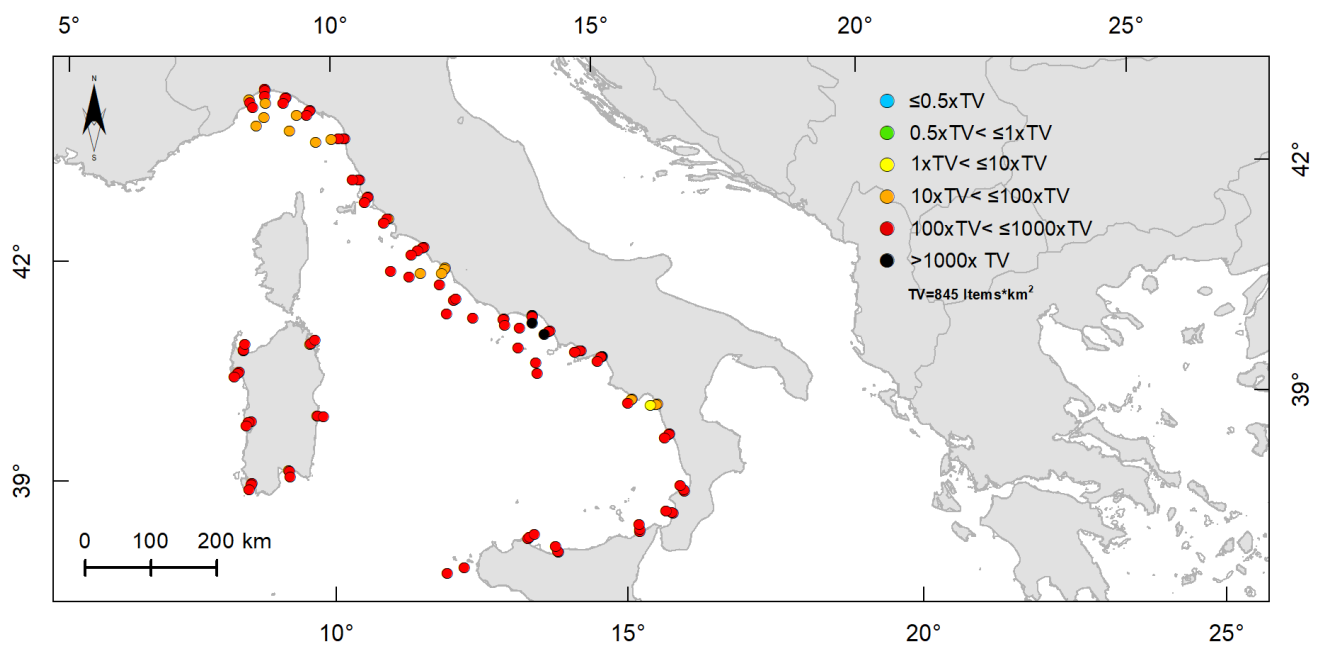 5° 10° 15° 20° 25°
N
S
≤0.5xTV
0.5xTV< ≤1xTV
1xTV< ≤10xTV
10xTV< ≤100xTV
100xTV< ≤1000xTV
>1000x TV
TV=845 Items*km²
42° 42°
39° 39°
0 100 200 km
10° 15° 20° 25°